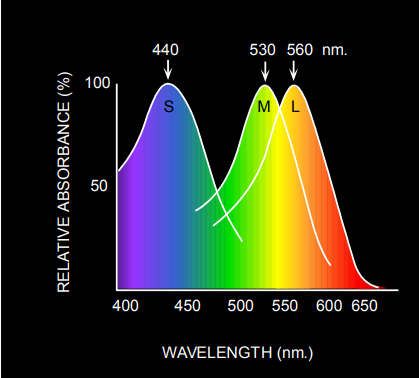 440 530 560 nm.
100
S M L
50
RELATIVE ABSORBANCE (%)
400 450 500 550 600 650
WAVELENGTH (nm.)